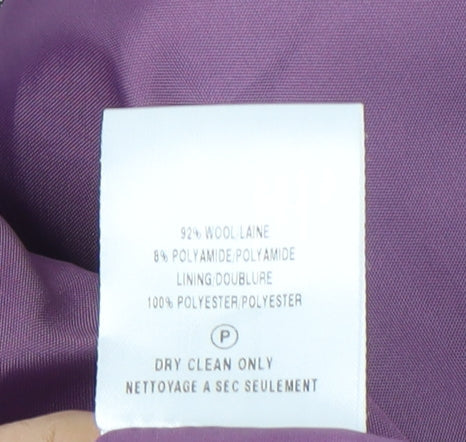 92% WOOL/LAINE
8% POLYAMIDE/POLYAMIDE
LINING/DOUBLURE
100% POLYESTER/POLYESTER
P
DRY CLEAN ONLY
NETTOYAGE A SEC SEULEMENT